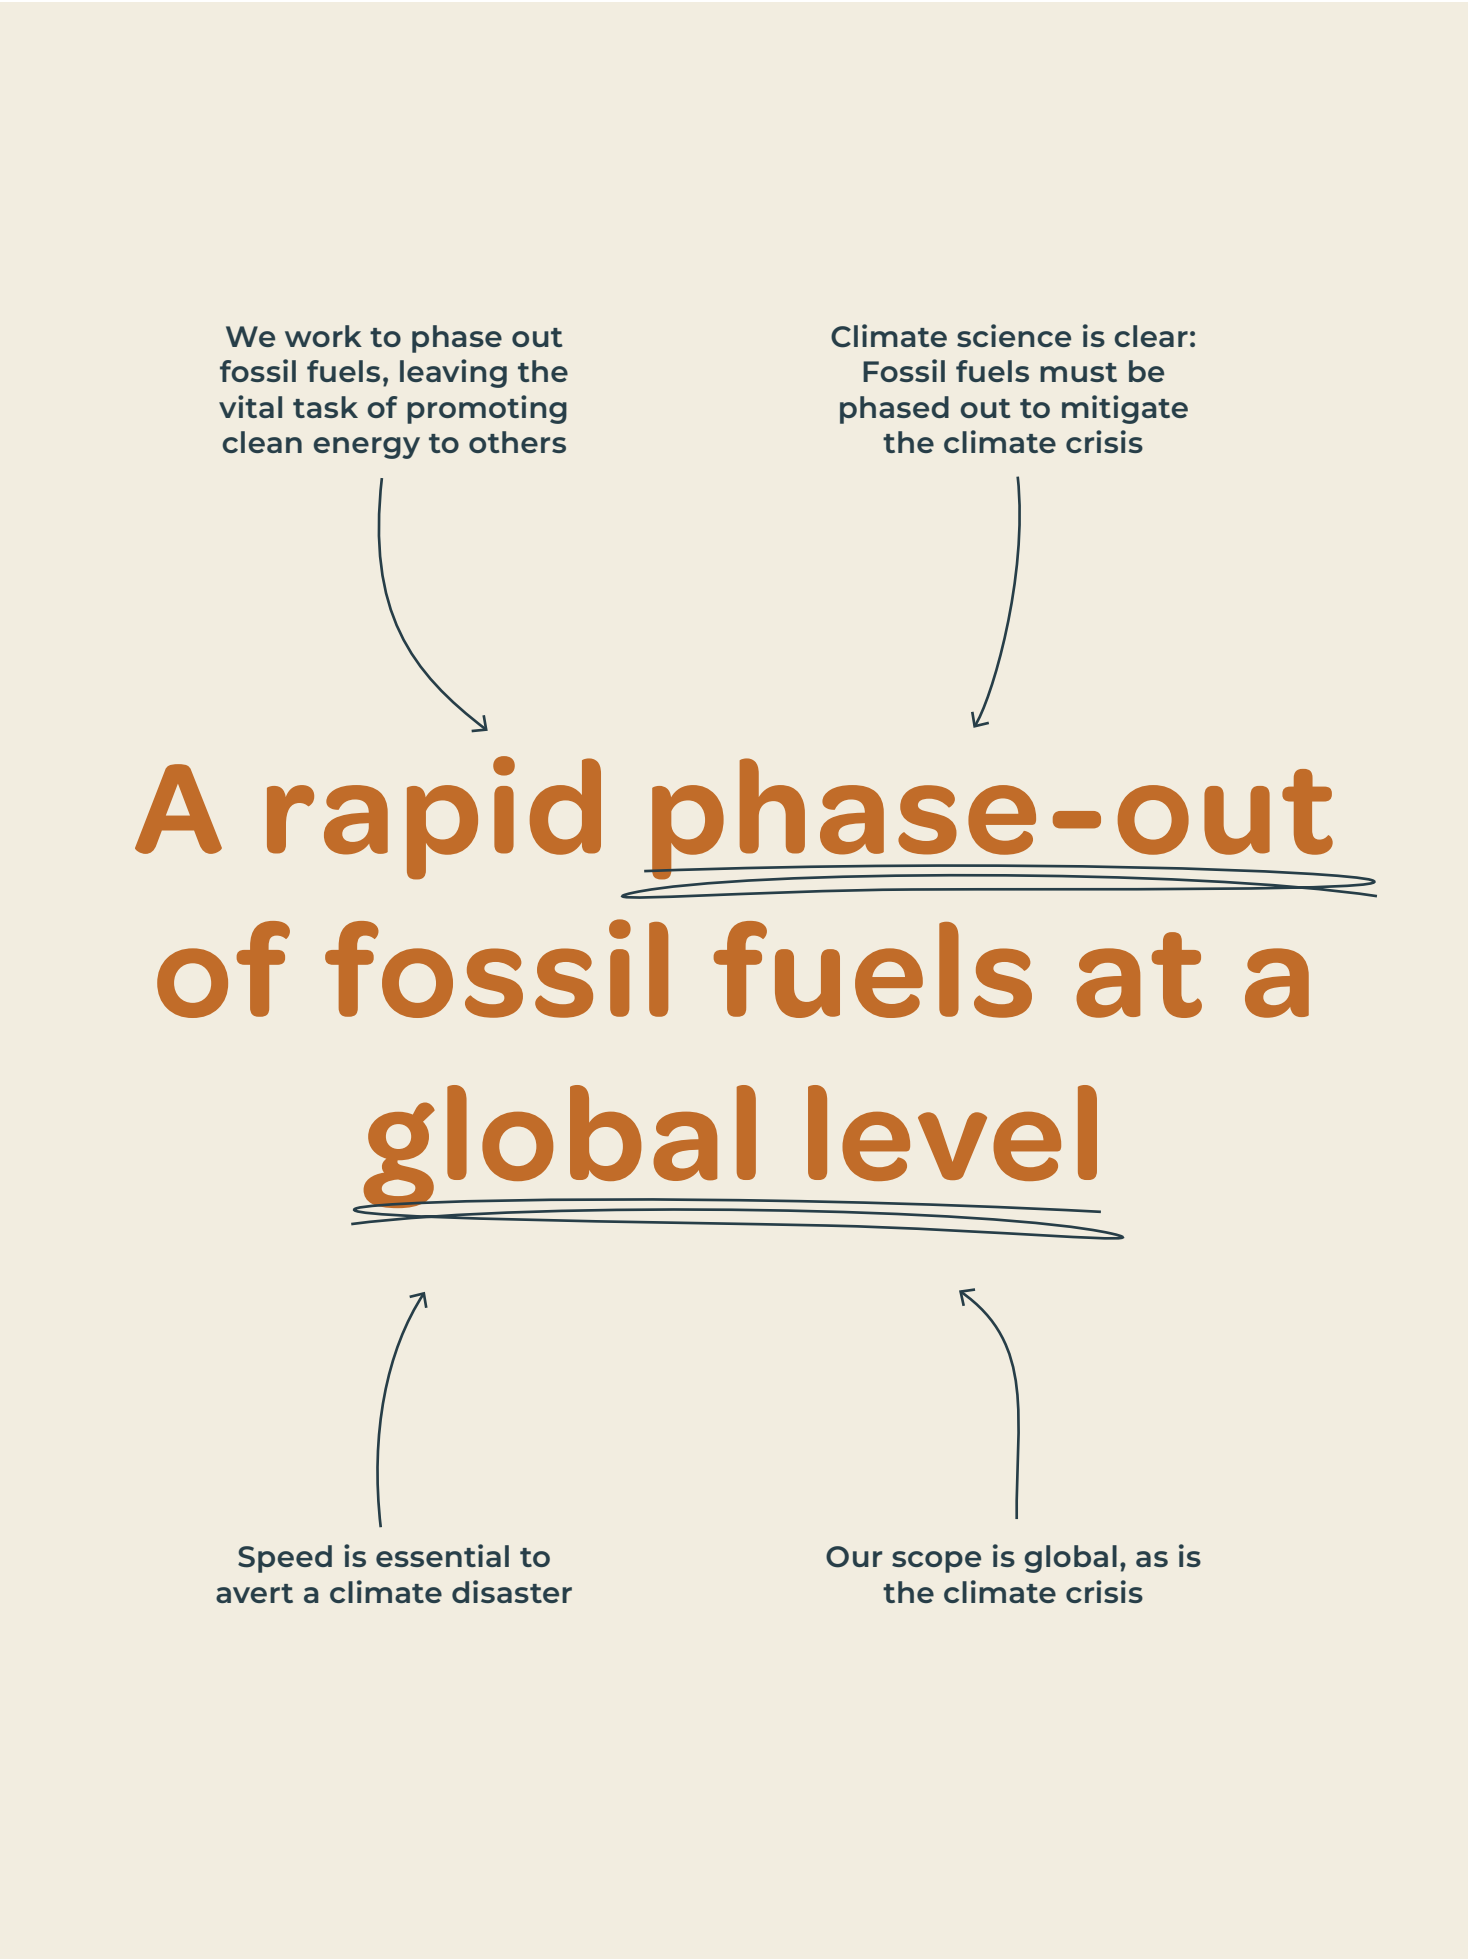 We work to phase out
fossil fuels, leaving the
vital task of promoting
clean energy to others
Climate science is clear:
Fossil fuels must be
phased out to mitigate
the climate crisis
A rapid phase-out
of fossil fuels at a
global level
Speed is essential to
avert a climate disaster
Our scope is global, as is
the climate crisis